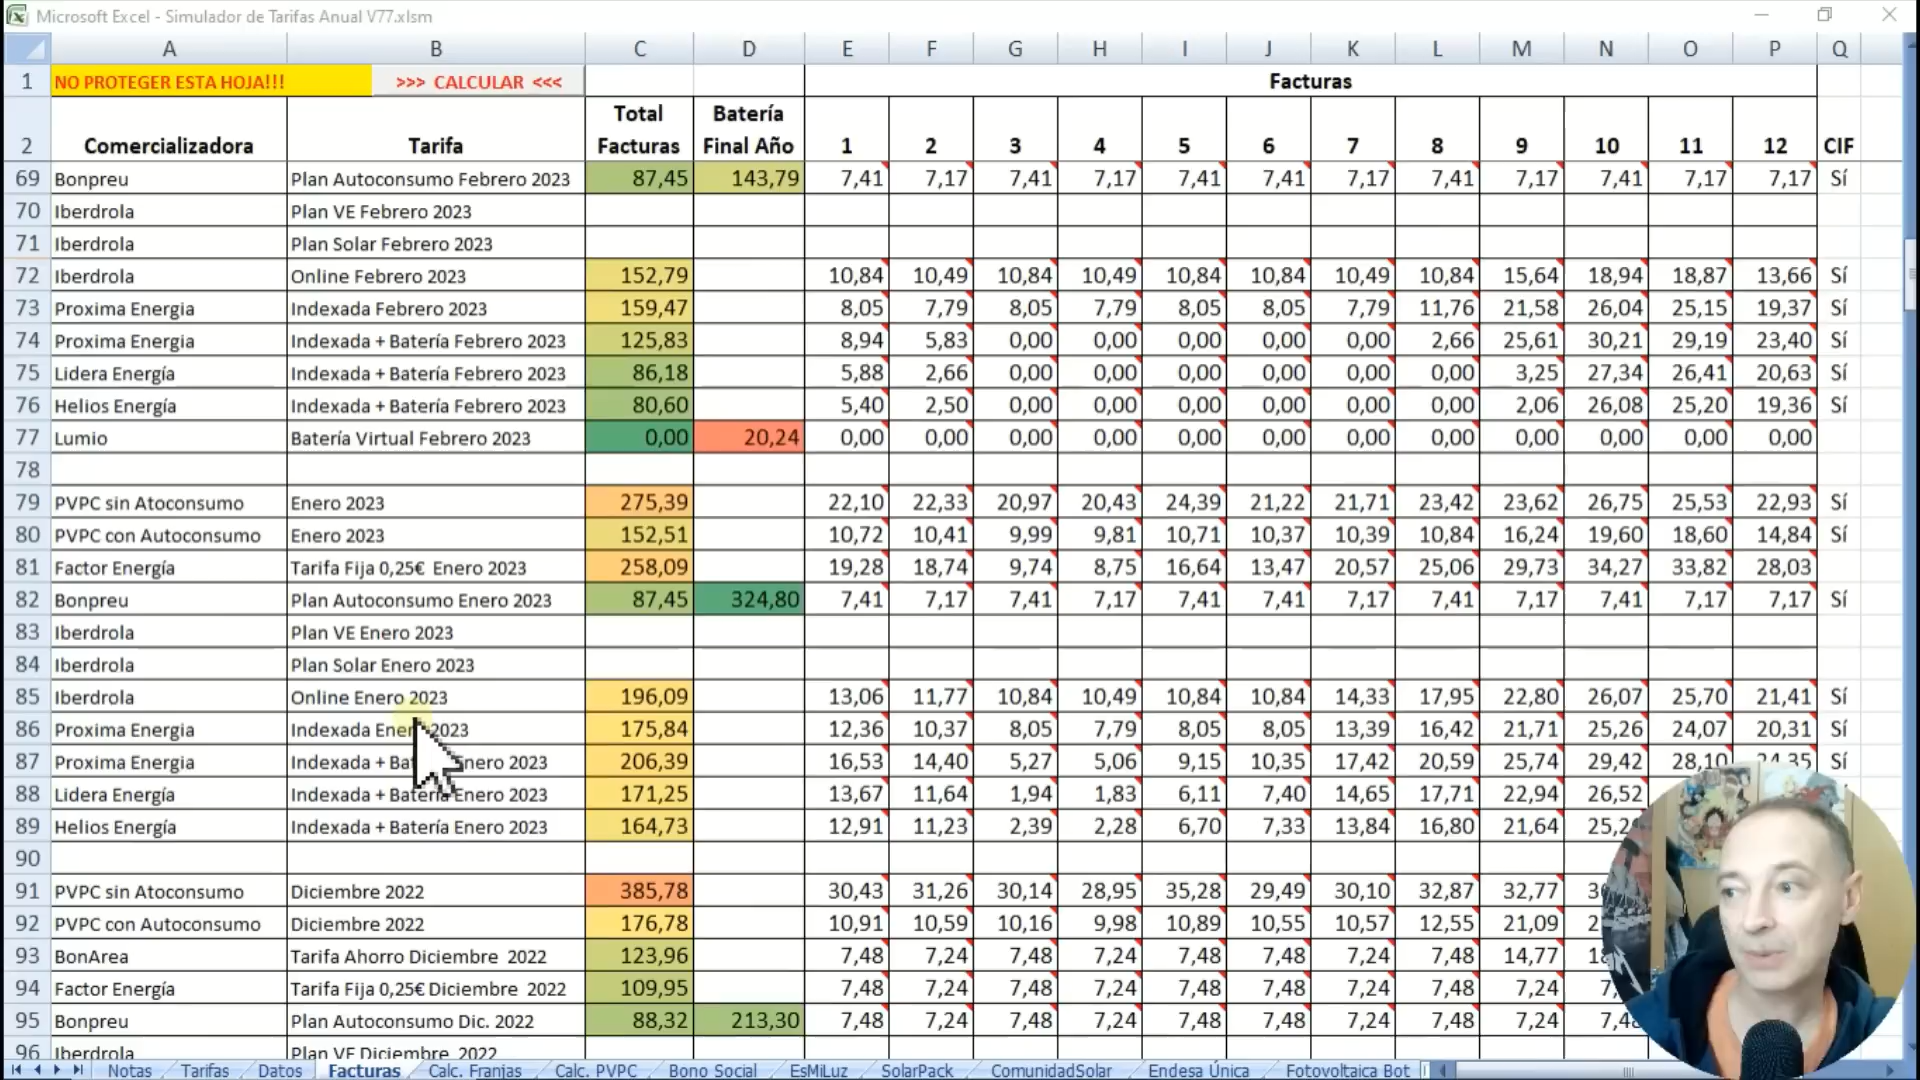 Microsoft Excel - Simulador de Tarifas Anual V77.xlsm
A B C D E F G H I J K L M N O P Q
1 NO PROTEGER ESTA HOJA!!! >>> CALCULAR <<< Facturas
2 Comercializadora Tarifa Total Facturas Batería Final Año 1 2 3 4 5 6 7 8 9 10 11 12 CIF
69 Bonpreu Plan Autoconsumo Febrero 2023 87,45 143,79 7,41 7,17 7,41 7,17 7,41 7,41 7,17 7,41 7,17 7,41 7,17 7,17 Sí
70 Iberdrola Plan VE Febrero 2023
71 Iberdrola Plan Solar Febrero 2023
72 Iberdrola Online Febrero 2023 152,79 10,84 10,49 10,84 10,49 10,84 10,84 10,49 10,84 15,64 18,94 18,87 13,66 Sí
73 Proxima Energia Indexada Febrero 2023 159,47 8,05 7,79 8,05 7,79 8,05 8,05 7,79 11,76 21,58 26,04 25,15 19,37 Sí
74 Proxima Energia Indexada + Batería Febrero 2023 125,83 8,94 5,83 0,00 0,00 0,00 0,00 0,00 2,66 25,61 30,21 29,19 23,40 Sí
75 Lidera Energía Indexada + Batería Febrero 2023 86,18 5,88 2,66 0,00 0,00 0,00 0,00 0,00 0,00 3,25 27,34 26,41 20,63 Sí
76 Helios Energía Indexada + Batería Febrero 2023 80,60 5,40 2,50 0,00 0,00 0,00 0,00 0,00 0,00 2,06 26,08 25,20 19,36 Sí
77 Lumio Batería Virtual Febrero 2023 0,00 20,24 0,00 0,00 0,00 0,00 0,00 0,00 0,00 0,00 0,00 0,00 0,00 0,00
78
79 PVPC sin Atoconsumo Enero 2023 275,39 22,10 22,33 20,97 20,43 24,39 21,22 21,71 23,42 23,62 26,75 25,53 22,93 Sí
80 PVPC con Autoconsumo Enero 2023 152,51 10,72 10,41 9,99 9,81 10,71 10,37 10,39 10,84 16,24 19,60 18,60 14,84 Sí
81 Factor Energía Tarifa Fija 0,25€ Enero 2023 258,09 19,28 18,74 9,74 8,75 16,64 13,47 20,57 25,06 29,73 34,27 33,82 28,03
82 Bonpreu Plan Autoconsumo Enero 2023 87,45 324,80 7,41 7,17 7,41 7,17 7,41 7,41 7,17 7,41 7,17 7,41 7,17 7,17 Sí
83 Iberdrola Plan VE Enero 2023
84 Iberdrola Plan Solar Enero 2023
85 Iberdrola Online Enero 2023 196,09 13,06 11,77 10,84 10,49 10,84 10,84 14,33 17,95 22,80 26,07 25,70 21,41 Sí
86 Proxima Energia Indexada 2023 175,84 12,36 10,37 8,05 7,79 8,05 8,05 13,39 16,42 21,71 25,26 24,07 20,31 Sí
87 Proxima Energia Indexada + 2023 206,39 16,53 14,40 5,27 5,06 9,15 10,35 17,42 20,59 25,74 29,42 28,10 Sí
88 Lidera Energía Indexada + Batería Enero 2023 171,25 13,67 11,64 1,94 1,83 6,11 7,40 14,65 17,71 22,94 26,52
89 Helios Energía Indexada + Batería Enero 2023 164,73 12,91 11,23 2,39 2,28 6,70 7,33 13,84 16,80 21,64
90
91 PVPC sin Atoconsumo Diciembre 2022 385,78 30,43 31,26 30,14 28,95 35,28 29,49 30,10 32,87 32,77
92 PVPC con Autoconsumo Diciembre 2022 176,78 10,91 10,59 10,16 9,98 10,89 10,55 10,57 12,55 21,09
93 BonArea Tarifa Ahorro Diciembre 2022 123,96 7,48 7,24 7,48 7,24 7,48 7,48 7,24 7,48 14,77
94 Factor Energía Tarifa Fija 0,25€ Diciembre 2022 109,95 7,48 7,24 7,48 7,24 7,48 7,48 7,24 7,48 7,24
95 Bonpreu Plan Autoconsumo Dic. 2022 88,32 213,30 7,48 7,24 7,48 7,24 7,48 7,48 7,24 7,48 7,24
96 Iberdrola Plan VE Diciembre 2022
Notas Tarifas Datos Facturas Calc. Franjas Calc. PVPC Bono Social EsMiLuz SolarPack ComunidadSolar Endesa Única Fotovoltaica Bot